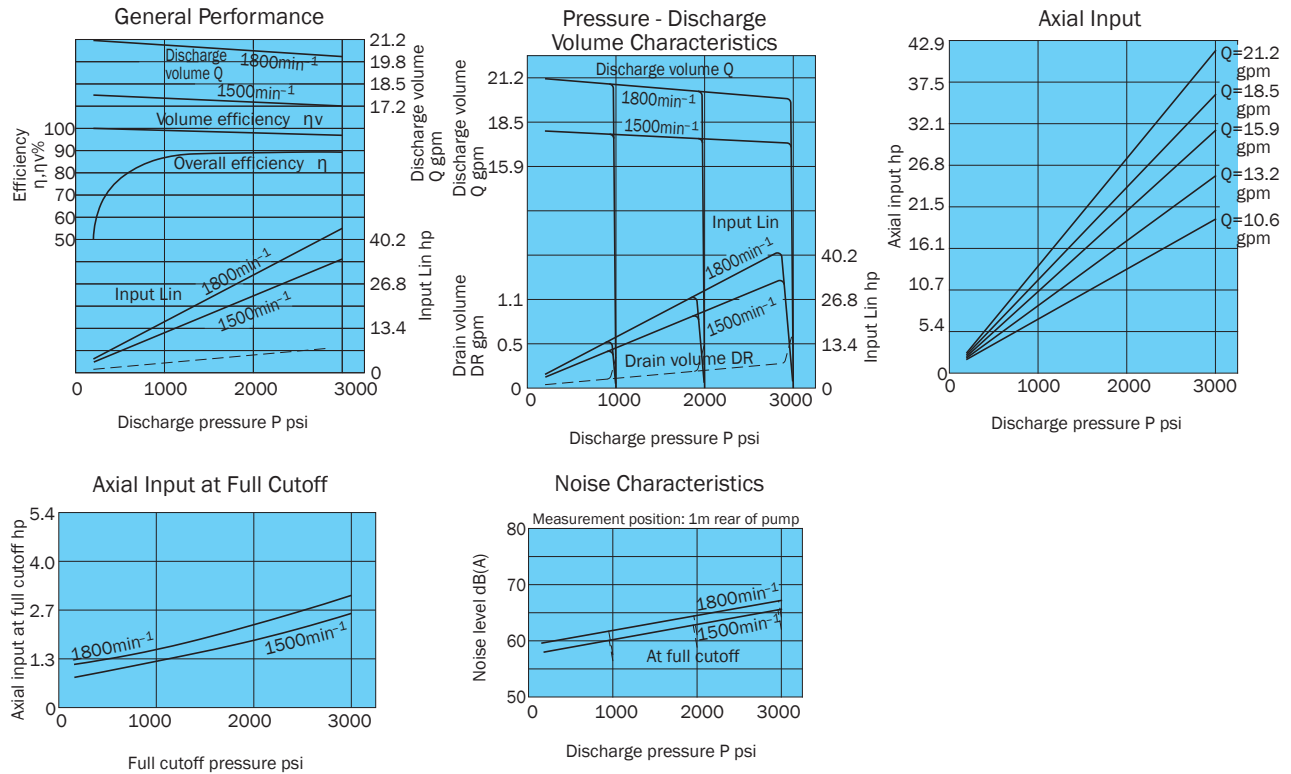 General Performance
21.2
19.8
18.5
17.2
Discharge volume
Q gpm
Discharge
volume Q
1800min⁻¹
1500min⁻¹
Volume efficiency ηv
Overall efficiency η
Efficiency
η,ηv%
100
90
80
70
60
50
40.2
26.8
13.4
0
Input Lin hp
Input Lin
1800min⁻¹
1500min⁻¹
0
1000
2000
3000
Discharge pressure P psi
Pressure - Discharge
Volume Characteristics
Discharge volume Q
1800min⁻¹
1500min⁻¹
Discharge volume
Q gpm
21.2
18.5
15.9
Input Lin
1800min⁻¹
1500min⁻¹
Drain volume DR
Drain volume
DR gpm
1.1
0.5
0
40.2
26.8
13.4
0
Input Lin hp
0
1000
2000
3000
Discharge pressure P psi
Axial Input
Axial input hp
42.9
37.5
32.1
26.8
21.5
16.1
10.7
5.4
0
Q=21.2
gpm
Q=18.5
gpm
Q=15.9
gpm
Q=13.2
gpm
Q=10.6
gpm
0
1000
2000
3000
Discharge pressure P psi
Axial Input at Full Cutoff
Axial input at full cutoff hp
5.4
4.0
2.7
1.3
0
1800min⁻¹
1500min⁻¹
0
1000
2000
3000
Full cutoff pressure psi
Noise Characteristics
Measurement position: 1m rear of pump
Noise level dB(A)
80
70
60
50
1800min⁻¹
1500min⁻¹
At full cutoff
0
1000
2000
3000
Discharge pressure P psi